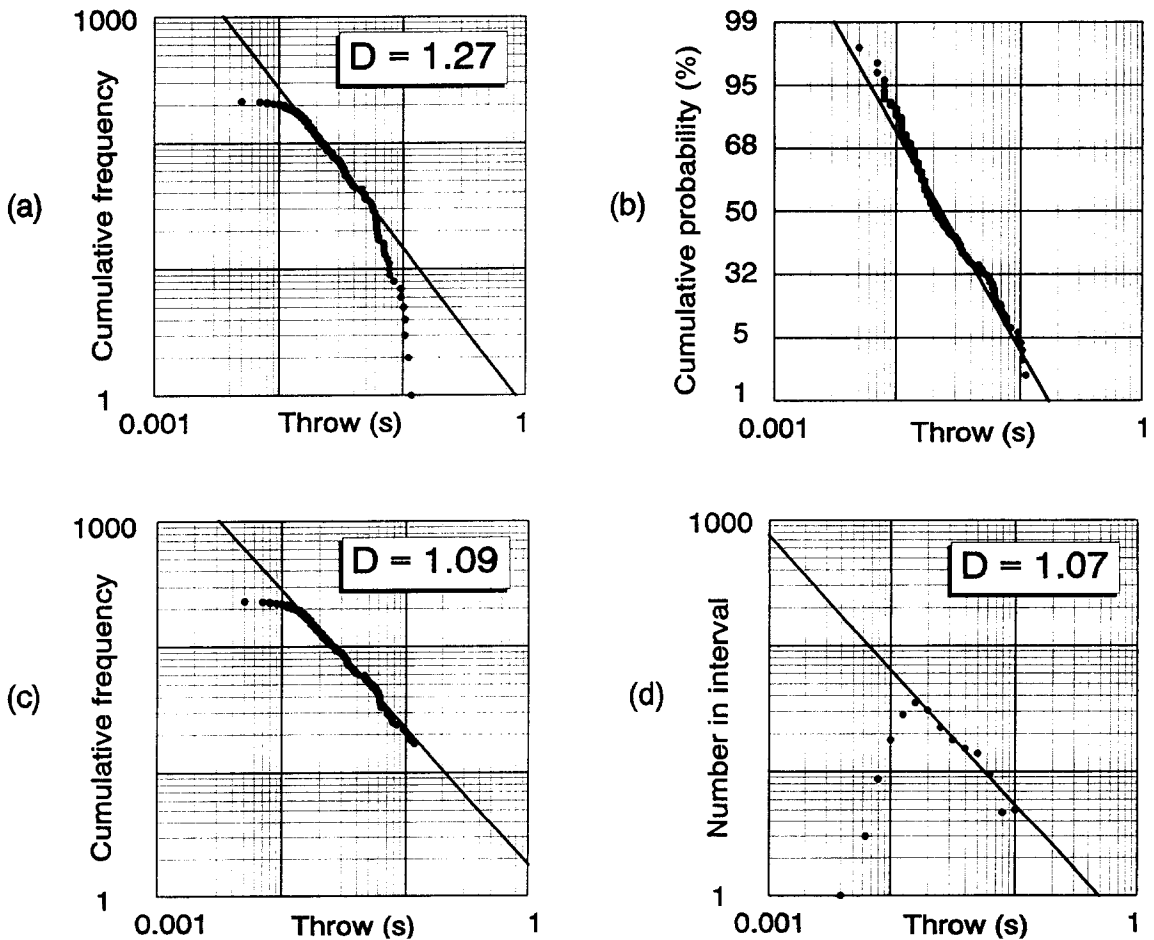 (a)
Cumulative frequency
1000
1
D = 1.27
0.001
Throw (s)
1
(b)
Cumulative probability (%)
99
95
68
50
32
5
1
0.001
Throw (s)
1
(c)
Cumulative frequency
1000
1
D = 1.09
0.001
Throw (s)
1
(d)
Number in interval
1000
1
D = 1.07
0.001
Throw (s)
1